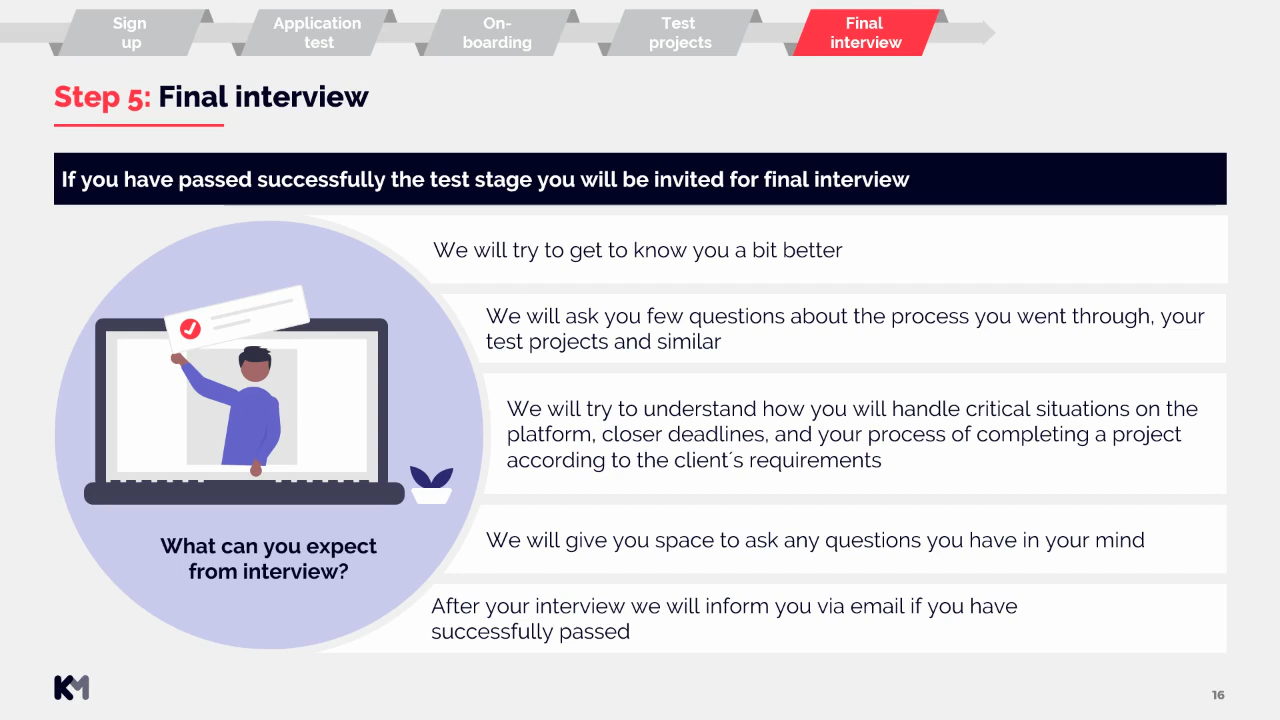 Sign
up
Application
test
On-
boarding
Test
projects
Final
interview
Step 5: Final interview
If you have passed successfully the test stage you will be invited for final interview
We will try to get to know you a bit better
We will ask you few questions about the process you went through, your
test projects and similar
We will try to understand how you will handle critical situations on the
platform, closer deadlines, and your process of completing a project
according to the client´s requirements
We will give you space to ask any questions you have in your mind
After your interview we will inform you via email if you have
successfully passed
What can you expect
from interview?
KM
16